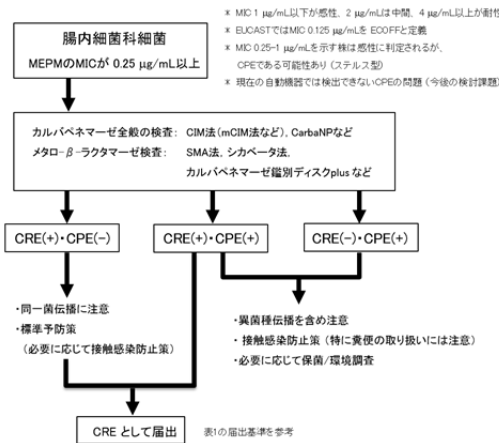 腸内細菌科細菌
MEPMのMICが 0.25 μg/mL以上
* MIC 1 μg/mL以下が感性, 2 μg/mLは中間, 4 μg/mL以上が耐性
* EUCASTではMIC 0.125 μg/mLを ECOFFと定義
* MIC 0.25-1 μg/mLを示す株は感性に判定されるが,
CPEである可能性あり (ステルス型)
* 現在の自動機器では検出できないCPEの問題 (今後の検討課題)
カルバペネマーゼ全般の検査: CIM法(mCIM法など), CarbaNPなど
メタロ-β-ラクタマーゼ検査: SMA法, シカベータ法,
カルバペネマーゼ鑑別ディスクplus など
CRE(+)・CPE(-)
CRE(+)・CPE(+)
CRE(-)・CPE(+)
・同一菌伝播に注意
・標準予防策
(必要に応じて接触感染防止策)
・異菌種伝播を含め注意
・接触感染防止策 (特に糞便の取り扱いには注意)
・必要に応じて保菌/環境調査
CRE として届出
表1の届出基準を参考